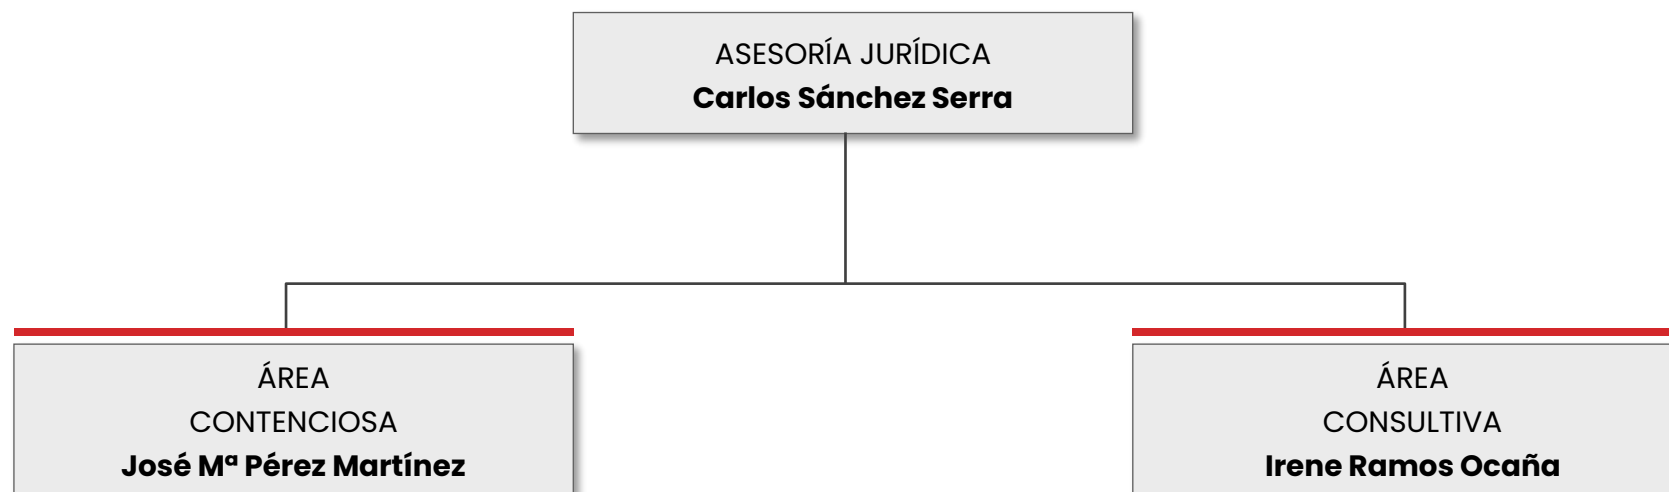 ASESORÍA JURÍDICA
Carlos Sánchez Serra
ÁREA
CONTENCIOSA
José Mª Pérez Martínez
ÁREA
CONSULTIVA
Irene Ramos Ocaña